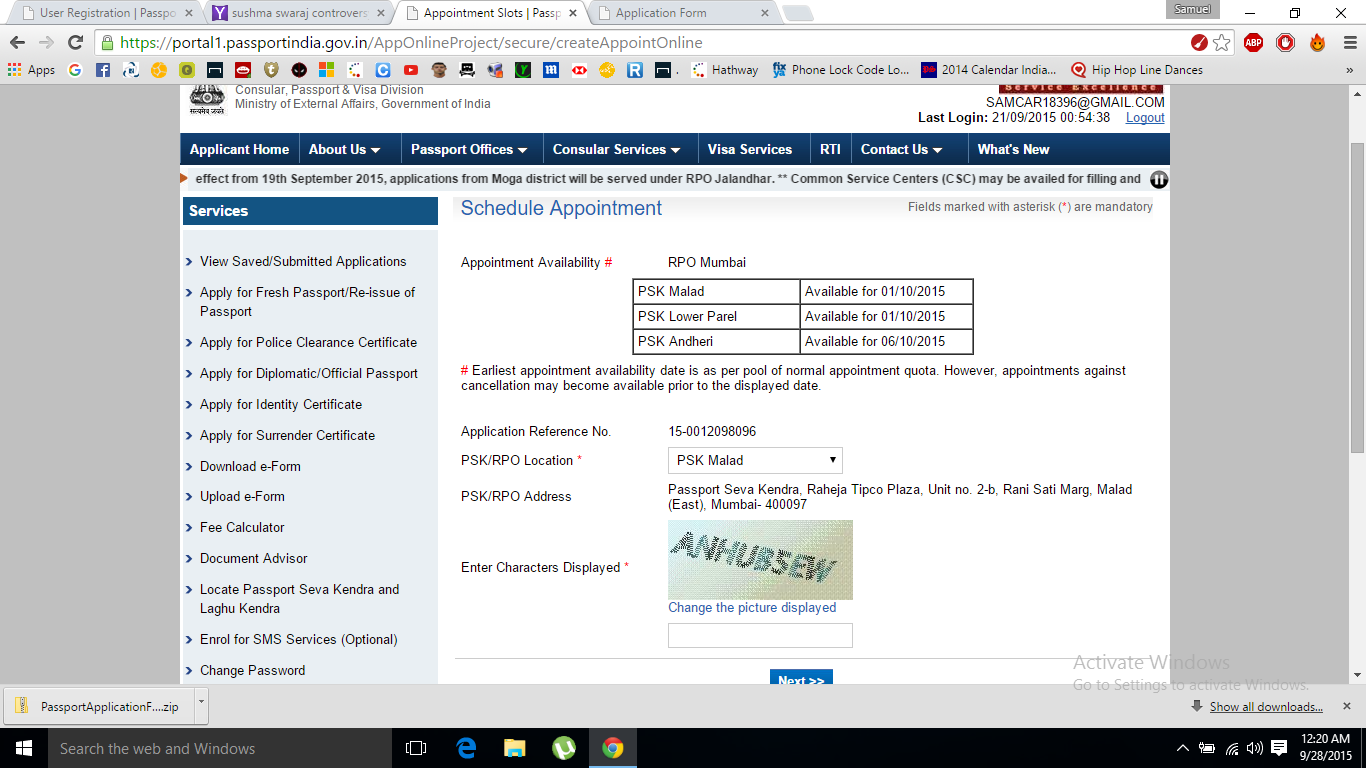 User Registration | Passpo
sushma swaraj controvers
Appointment Slots | Passp
Application Form
Samuel
https://portal1.passportindia.gov.in/AppOnlineProject/secure/createAppointOnline
ABP
Apps
Hathway
Phone Lock Code Lo...
2014 Calendar India...
Hip Hop Line Dances
»
Consular, Passport & Visa Division
Ministry of External Affairs, Government of India
सत्यमेव जयते
Service Excellence
SAMCAR18396@GMAIL.COM
Last Login: 21/09/2015 00:54:38 Logout
Applicant Home
About Us
Passport Offices
Consular Services
Visa Services
RTI
Contact Us
What's New
effect from 19th September 2015, applications from Moga district will be served under RPO Jalandhar. ** Common Service Centers (CSC) may be availed for filling and
Services
View Saved/Submitted Applications
Apply for Fresh Passport/Re-issue of
Passport
Apply for Police Clearance Certificate
Apply for Diplomatic/Official Passport
Apply for Identity Certificate
Apply for Surrender Certificate
Download e-Form
Upload e-Form
Fee Calculator
Document Advisor
Locate Passport Seva Kendra and
Laghu Kendra
Enrol for SMS Services (Optional)
Change Password
Schedule Appointment
Fields marked with asterisk (*) are mandatory
Appointment Availability # RPO Mumbai
PSK Malad Available for 01/10/2015
PSK Lower Parel Available for 01/10/2015
PSK Andheri Available for 06/10/2015
# Earliest appointment availability date is as per pool of normal appointment quota. However, appointments against
cancellation may become available prior to the displayed date.
Application Reference No. 15-0012098096
PSK/RPO Location * PSK Malad
PSK/RPO Address Passport Seva Kendra, Raheja Tipco Plaza, Unit no. 2-b, Rani Sati Marg, Malad
(East), Mumbai- 400097
ANHUBSEW
Enter Characters Displayed *
Change the picture displayed
Next >>
Activate Windows
Go to Settings to activate Windows.
PassportApplicationF....zip
Show all downloads...
Search the web and Windows
12:20 AM
9/28/2015